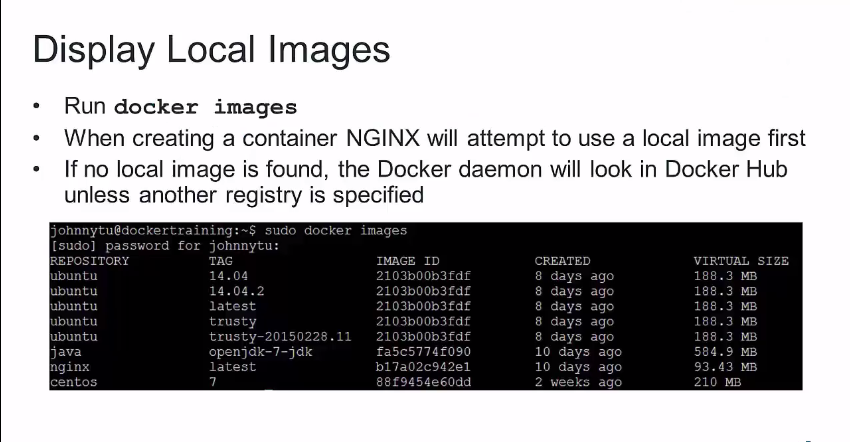 Display Local Images
• Run docker images
• When creating a container NGINX will attempt to use a local image first
• If no local image is found, the Docker daemon will look in Docker Hub
unless another registry is specified
johnnytu@dockertraining:~$ sudo docker images
[sudo] password for johnnytu:
REPOSITORY TAG IMAGE ID CREATED VIRTUAL SIZE
ubuntu 14.04 2103b00b3fdf 8 days ago 188.3 MB
ubuntu 14.04.2 2103b00b3fdf 8 days ago 188.3 MB
ubuntu latest 2103b00b3fdf 8 days ago 188.3 MB
ubuntu trusty 2103b00b3fdf 8 days ago 188.3 MB
ubuntu trusty-20150228.11 2103b00b3fdf 8 days ago 188.3 MB
java openjdk-7-jdk fa5c5774f090 10 days ago 584.9 MB
nginx latest b17a02c942e1 10 days ago 93.43 MB
centos 7 88f9454e60dd 2 weeks ago 210 MB